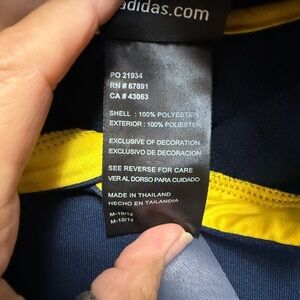 adidas.com
PO 21934
RN # 67891
CA # 43063
SHELL : 100% POLYESTER
EXTERIOR : 100% POLIESTER
EXCLUSIVE OF DECORATION
EXCLUSIVO DE DECORACION
SEE REVERSE FOR CARE
VER AL DORSO PARA CUIDADO
MADE IN THAILAND
HECHO EN TAILANDIA
M-10/12
M-10/12